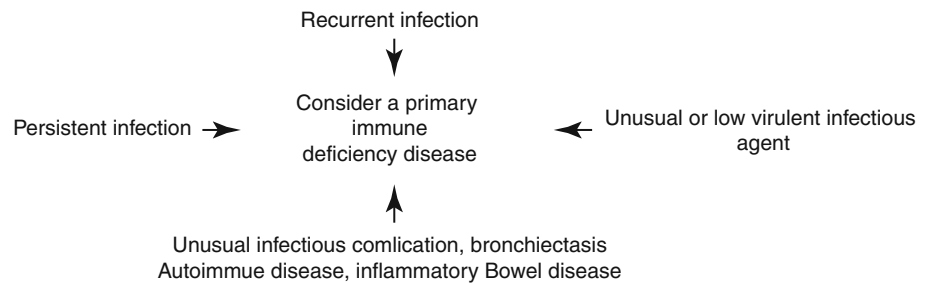 Recurrent infection
Consider a primary
immune
deficiency disease
Persistent infection
Unusual or low virulent infectious
agent
Unusual infectious comlication, bronchiectasis
Autoimmue disease, inflammatory Bowel disease